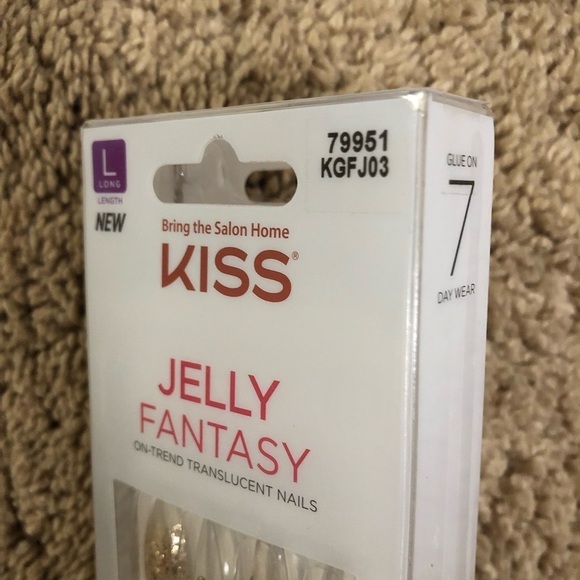 L
LONG
LENGTH
NEW
79951
KGFJ03
Bring the Salon Home
KISS®
JELLY
FANTASY
ON-TREND TRANSLUCENT NAILS
GLUE ON
7
DAY WEAR